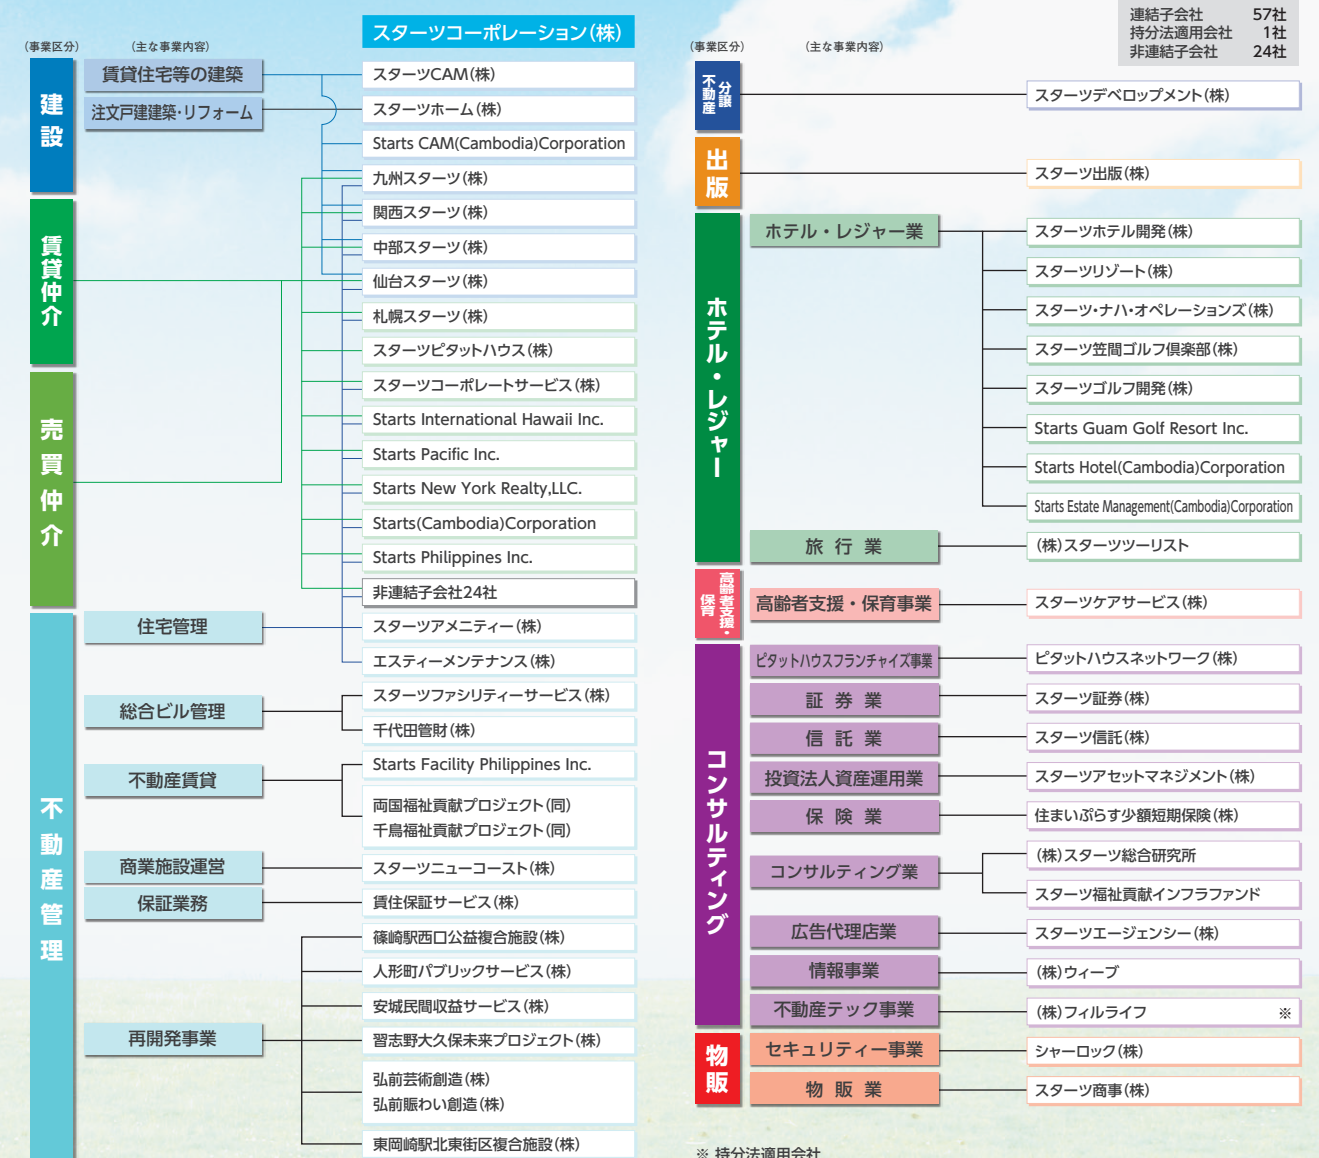 スターツコーポレーション(株)
(事業区分)
(主な事業内容)
建設
賃貸住宅等の建築
注文戸建建築・リフォーム
賃貸仲介
売買仲介
不動産管理
住宅管理
総合ビル管理
不動産賃貸
商業施設運営
保証業務
再開発事業
スターツCAM(株)
スターツホーム(株)
Starts CAM(Cambodia)Corporation
九州スターツ(株)
関西スターツ(株)
中部スターツ(株)
仙台スターツ(株)
札幌スターツ(株)
スターツピタットハウス(株)
スターツコーポレートサービス(株)
Starts International Hawaii Inc.
Starts Pacific Inc.
Starts New York Realty,LLC.
Starts(Cambodia)Corporation
Starts Philippines Inc.
非連結子会社24社
スターツアメニティー(株)
エスティーメンテナンス(株)
スターツファシリティーサービス(株)
千代田管財(株)
Starts Facility Philippines Inc.
両国福祉貢献プロジェクト(同)
千鳥福祉貢献プロジェクト(同)
スターツニューコースト(株)
賃住保証サービス(株)
篠崎駅西口公益複合施設(株)
人形町パブリックサービス(株)
安城民間収益サービス(株)
習志野大久保未来プロジェクト(株)
弘前芸術創造(株)
弘前賑わい創造(株)
東岡崎駅北東街区複合施設(株)
連結子会社 57社
持分法適用会社 1社
非連結子会社 24社
(事業区分)
(主な事業内容)
不動産分譲
スターツデベロップメント(株)
出版
スターツ出版(株)
ホテル・レジャー
ホテル・レジャー業
スターツホテル開発(株)
スターツリゾート(株)
スターツ・ナハ・オペレーションズ(株)
スターツ笠間ゴルフ倶楽部(株)
スターツゴルフ開発(株)
Starts Guam Golf Resort Inc.
Starts Hotel(Cambodia)Corporation
Starts Estate Management(Cambodia)Corporation
旅行業
(株)スターツツーリスト
高齢者支援・保育
高齢者支援・保育事業
スターツケアサービス(株)
コンサルティング
ピタットハウスフランチャイズ事業
ピタットハウスネットワーク(株)
証券業
スターツ証券(株)
信託業
スターツ信託(株)
投資法人資産運用業
スターツアセットマネジメント(株)
保険業
住まいぷらす少額短期保険(株)
コンサルティング業
(株)スターツ総合研究所
スターツ福祉貢献インフラファンド
広告代理店業
スターツエージェンシー(株)
情報事業
(株)ウィーブ
不動産テック事業
(株)フィルライフ ※
物販
セキュリティー事業
シャーロック(株)
物販業
スターツ商事(株)
※ 持分法適用会社